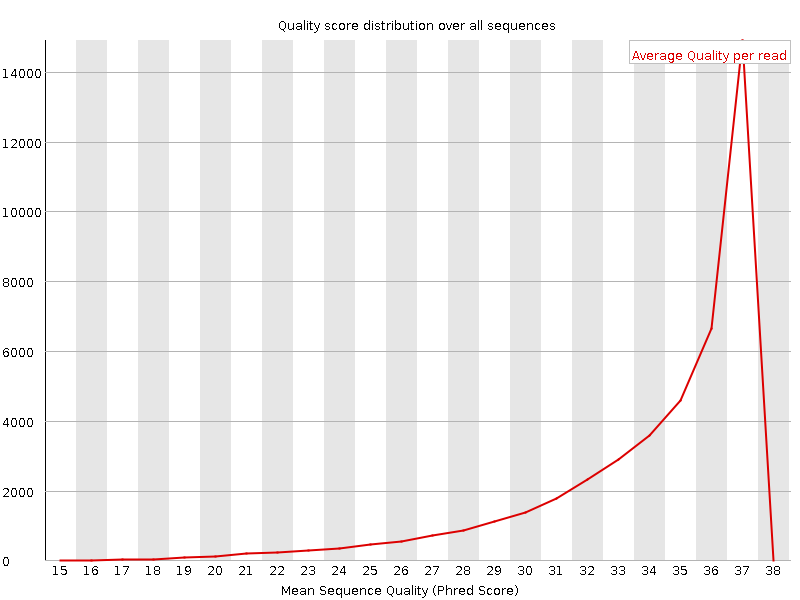 Quality score distribution over all sequences
Average Quality per read
14000
12000
10000
8000
6000
4000
2000
0
15 16 17 18 19 20 21 22 23 24 25 26 27 28 29 30 31 32 33 34 35 36 37 38
Mean Sequence Quality (Phred Score)